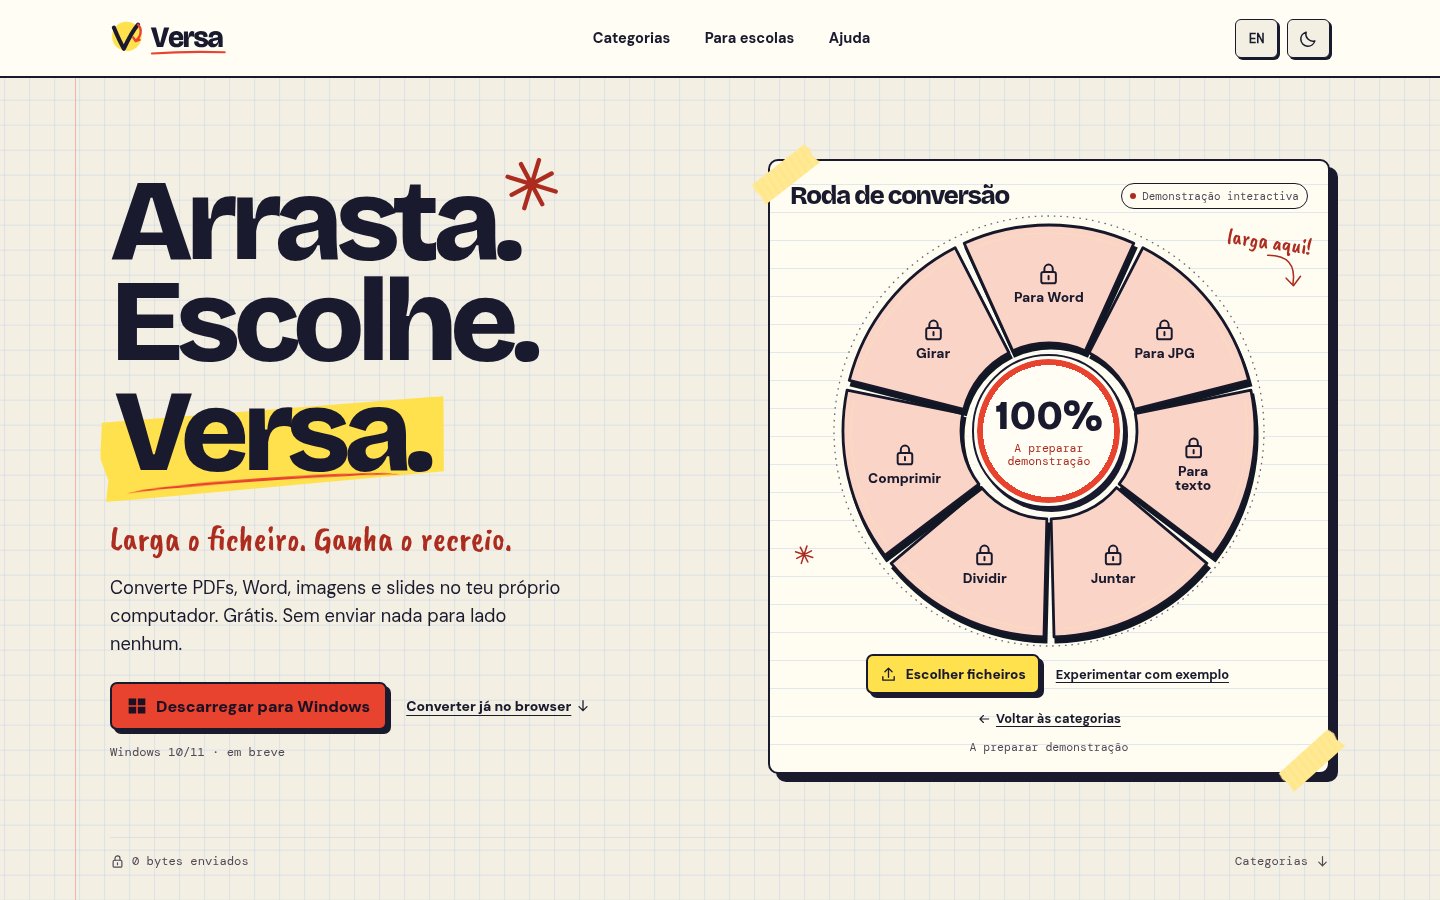 Versa
Categorias
Para escolas
Ajuda
EN
Arrasta.
Escolhe.
Versa.
Larga o ficheiro. Ganha o recreio.
Converte PDFs, Word, imagens e slides no teu próprio
computador. Grátis. Sem enviar nada para lado
nenhum.
Descarregar para Windows
Converter já no browser ↓
Windows 10/11 · em breve
Roda de conversão
Demonstração interactiva
larga aqui!
Para Word
Para JPG
Para
texto
Juntar
Dividir
Comprimir
Girar
100%
A preparar
demonstração
Escolher ficheiros
Experimentar com exemplo
← Voltar às categorias
A preparar demonstração
0 bytes enviados
Categorias ↓